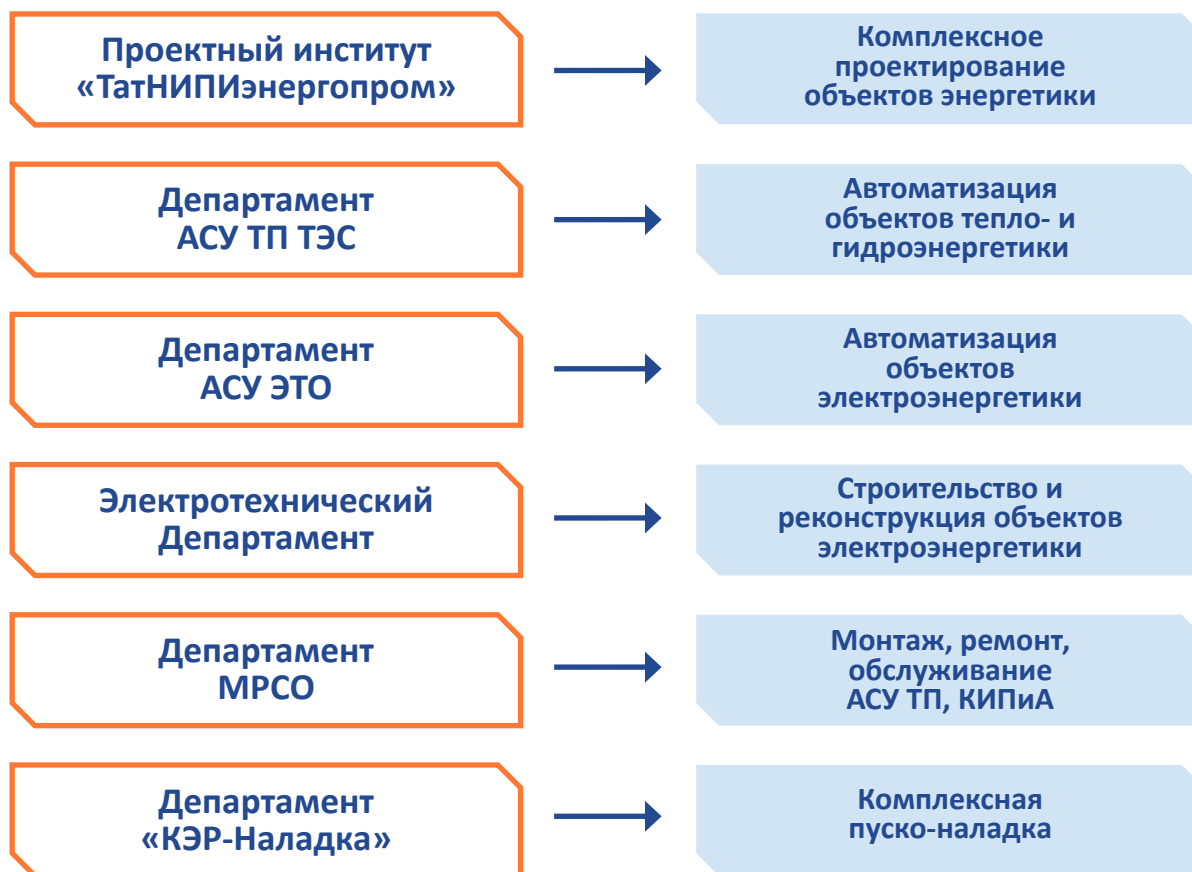 Проектный институт
«ТатНИПИэнергопром»
Комплексное
проектирование
объектов энергетики
Департамент
АСУ ТП ТЭС
Автоматизация
объектов тепло- и
гидроэнергетики
Департамент
АСУ ЭТО
Автоматизация
объектов
электроэнергетики
Электротехнический
Департамент
Строительство и
реконструкция объектов
электроэнергетики
Департамент
МРСО
Монтаж, ремонт,
обслуживание
АСУ ТП, КИПиА
Департамент
«КЭР-Наладка»
Комплексная
пуско-наладка